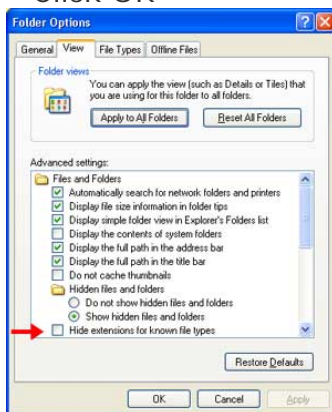 Click OK
Folder Options
General View File Types Offline Files
Folder views
You can apply the view (such as Details or Tiles) that
you are using for this folder to all folders.
Apply to All Folders Reset All Folders
Advanced settings:
Files and Folders
Automatically search for network folders and printers
Display file size information in folder tips
Display simple folder view in Explorer's Folders list
Display the contents of system folders
Display the full path in the address bar
Display the full path in the title bar
Do not cache thumbnails
Hidden files and folders
Do not show hidden files and folders
Show hidden files and folders
Hide extensions for known file types
Restore Defaults
OK Cancel Apply